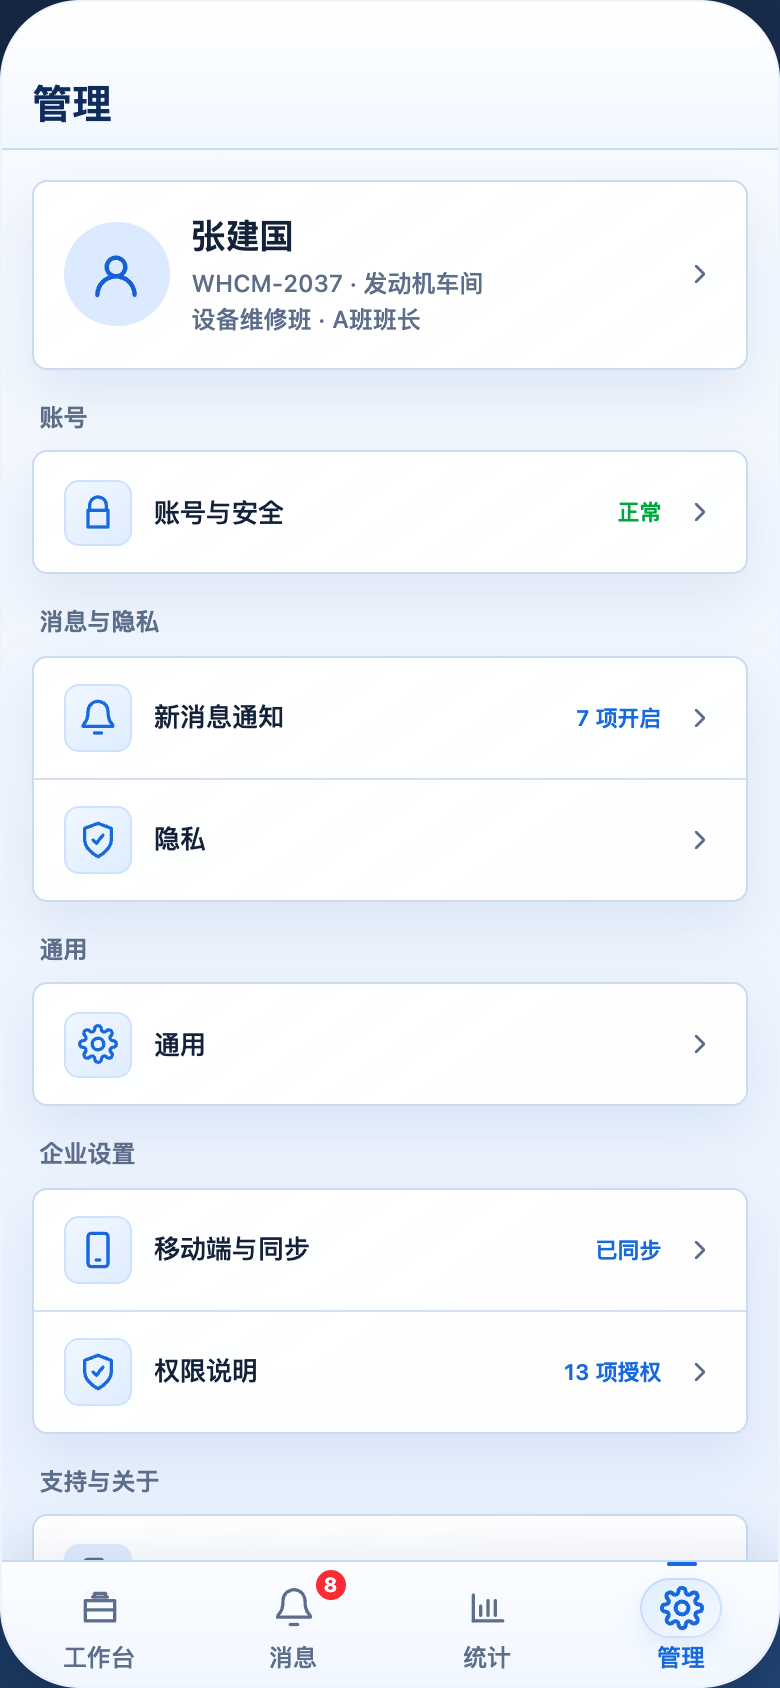 管理
张建国
WHCM-2037 · 发动机车间
设备维修班 · A班班长
账号
账号与安全 正常
消息与隐私
新消息通知 7 项开启
隐私
通用
通用
企业设置
移动端与同步 已同步
权限说明 13 项授权
支持与关于
8
工作台 消息 统计 管理